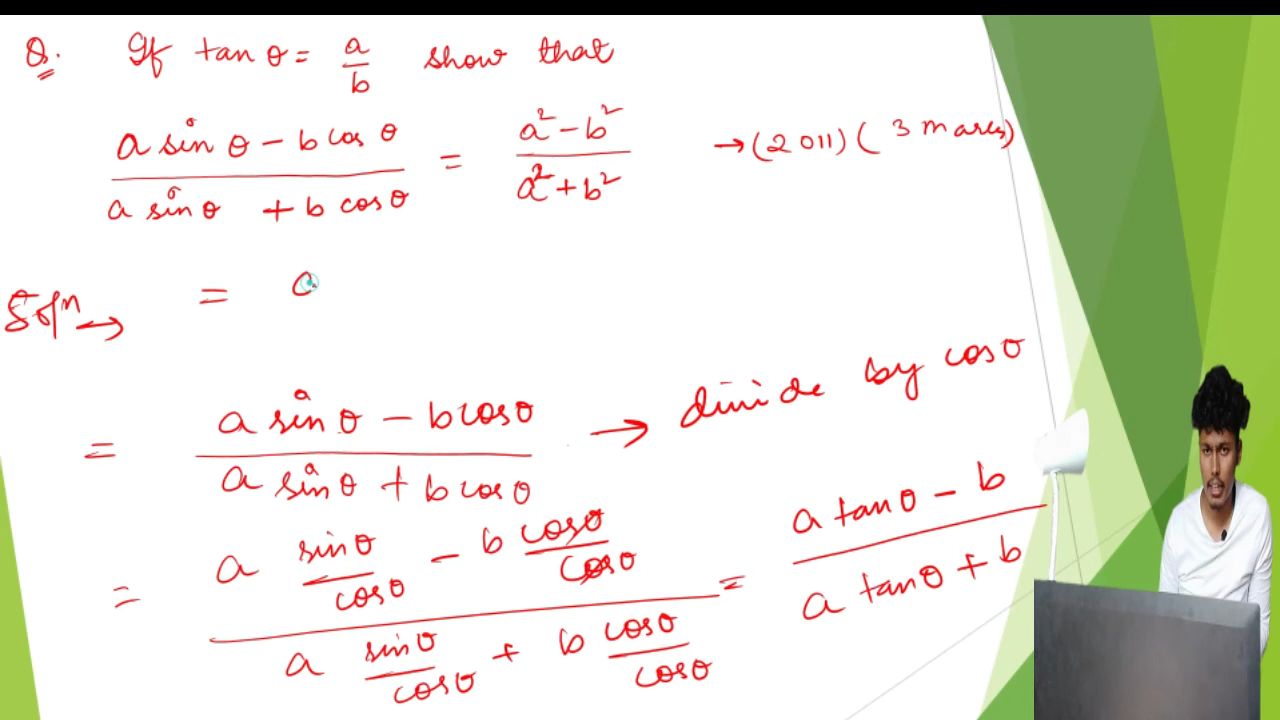 Q. If tan θ = a/b show that
(a sin θ − b cos θ)/(a sin θ + b cos θ) = (a² − b²)/(a² + b²) → (2011) (3 mares)
Solⁿ → =
= (a sin θ − b cos θ)/(a sin θ + b cos θ) → divide by cos θ
= (a sin θ/cos θ − b cos θ/cos θ)/(a sin θ/cos θ + b cos θ/cos θ) = (a tan θ − b)/(a tan θ + b)